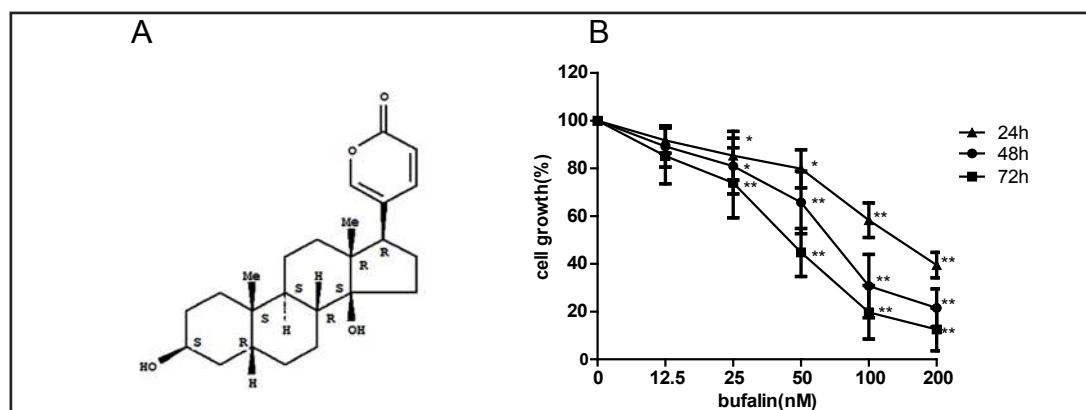 A
O
O
Me
R
R
Me
S
H
S
OH
S
H
R
S
R
HO
H
B
120
100
80
60
40
20
0
cell growth(%)
0 12.5 25 50 100 200
bufalin(nM)
24h
48h
72h
*
*
**
*
**
**
**
**
**
**
**
**